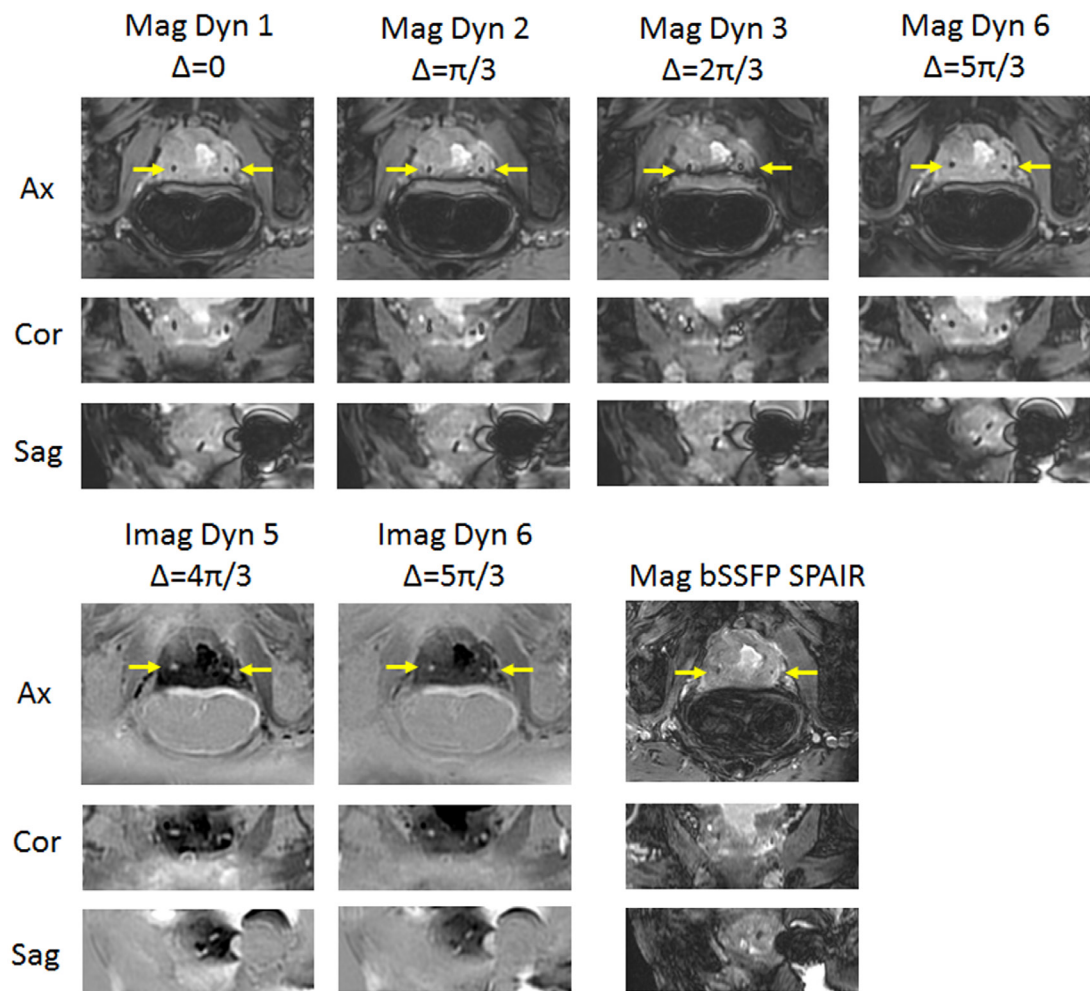 Mag Dyn 1
Δ=0
Mag Dyn 2
Δ=π/3
Mag Dyn 3
Δ=2π/3
Mag Dyn 6
Δ=5π/3
Ax
Cor
Sag
Imag Dyn 5
Δ=4π/3
Imag Dyn 6
Δ=5π/3
Mag bSSFP SPAIR
Ax
Cor
Sag